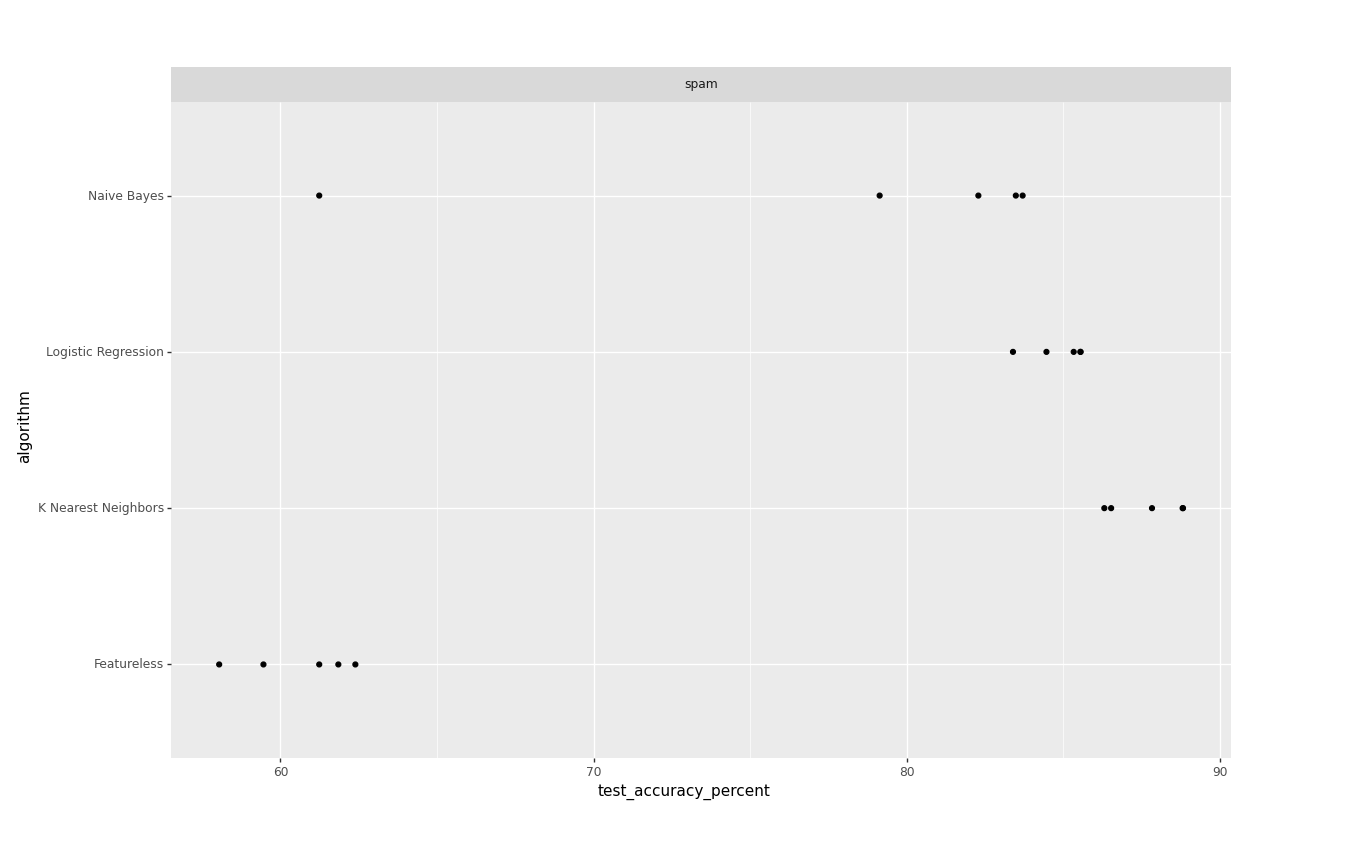 spam
Naive Bayes
Logistic Regression
K Nearest Neighbors
Featureless
algorithm
60 70 80 90
test_accuracy_percent